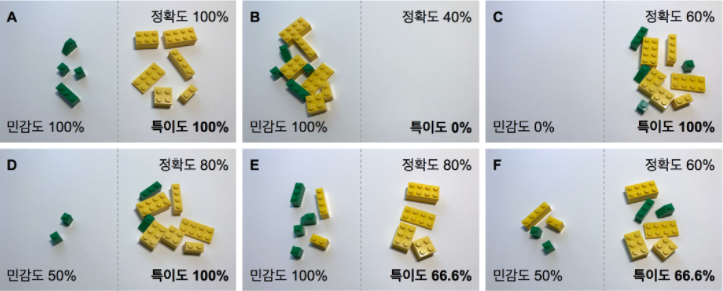 A
정확도 100%
민감도 100%
특이도 100%
B
정확도 40%
민감도 100%
특이도 0%
C
정확도 60%
민감도 0%
특이도 100%
D
정확도 80%
민감도 50%
특이도 100%
E
정확도 80%
민감도 100%
특이도 66.6%
F
정확도 60%
민감도 50%
특이도 66.6%